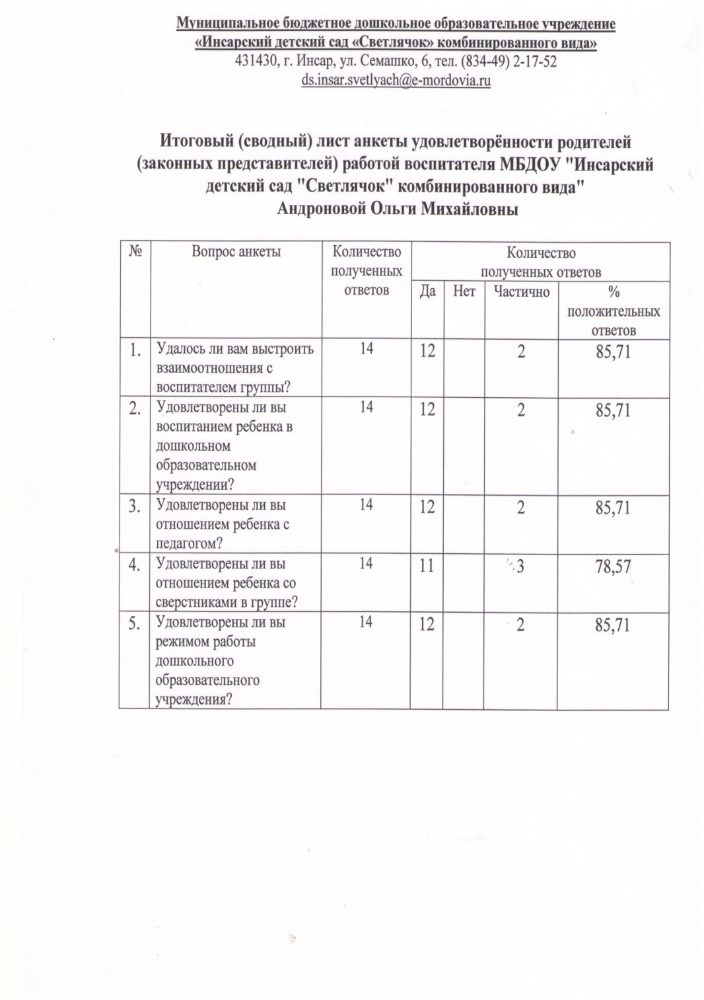 Муниципальное бюджетное дошкольное образовательное учреждение
«Инсарский детский сад «Светлячок» комбинированного вида»
431430, г. Инсар, ул. Семашко, 6, тел. (834-49) 2-17-52
ds.insar.svetlyach@e-mordovia.ru
Итоговый (сводный) лист анкеты удовлетворённости родителей
(законных представителей) работой воспитателя МБДОУ "Инсарский
детский сад "Светлячок" комбинированного вида"
Андроновой Ольги Михайловны
№
Вопрос анкеты
Количество
полученных
ответов
Количество
полученных ответов
Да
Нет
Частично
%
положительных
ответов
1.
Удалось ли вам выстроить
взаимоотношения с
воспитателем группы?
14
12
2
85,71
2.
Удовлетворены ли вы
воспитанием ребенка в
дошкольном
образовательном
учреждении?
14
12
2
85,71
3.
Удовлетворены ли вы
отношением ребенка с
педагогом?
14
12
2
85,71
4.
Удовлетворены ли вы
отношением ребенка со
сверстниками в группе?
14
11
3
78,57
5.
Удовлетворены ли вы
режимом работы
дошкольного
образовательного
учреждения?
14
12
2
85,71